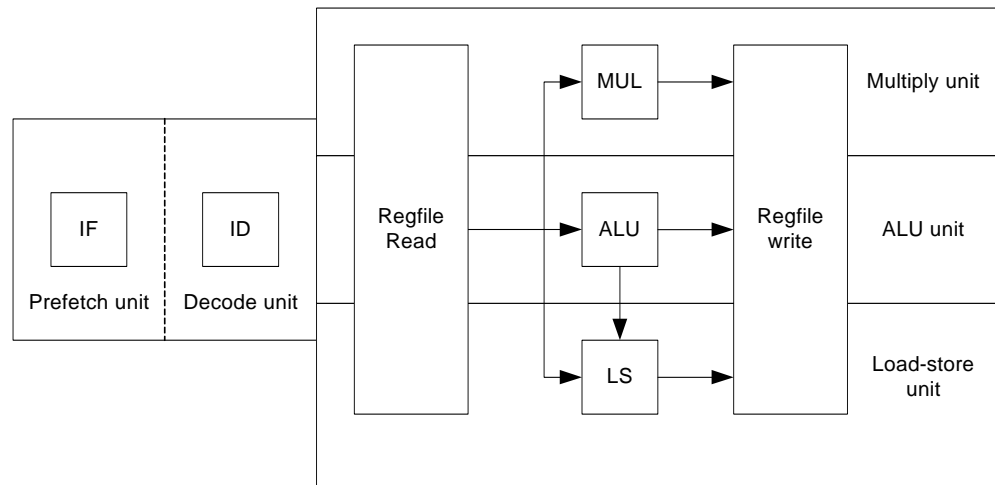 MUL
Multiply unit
IF
ID
Regfile
Read
ALU
Regfile
write
ALU unit
Prefetch unit
Decode unit
LS
Load-store
unit